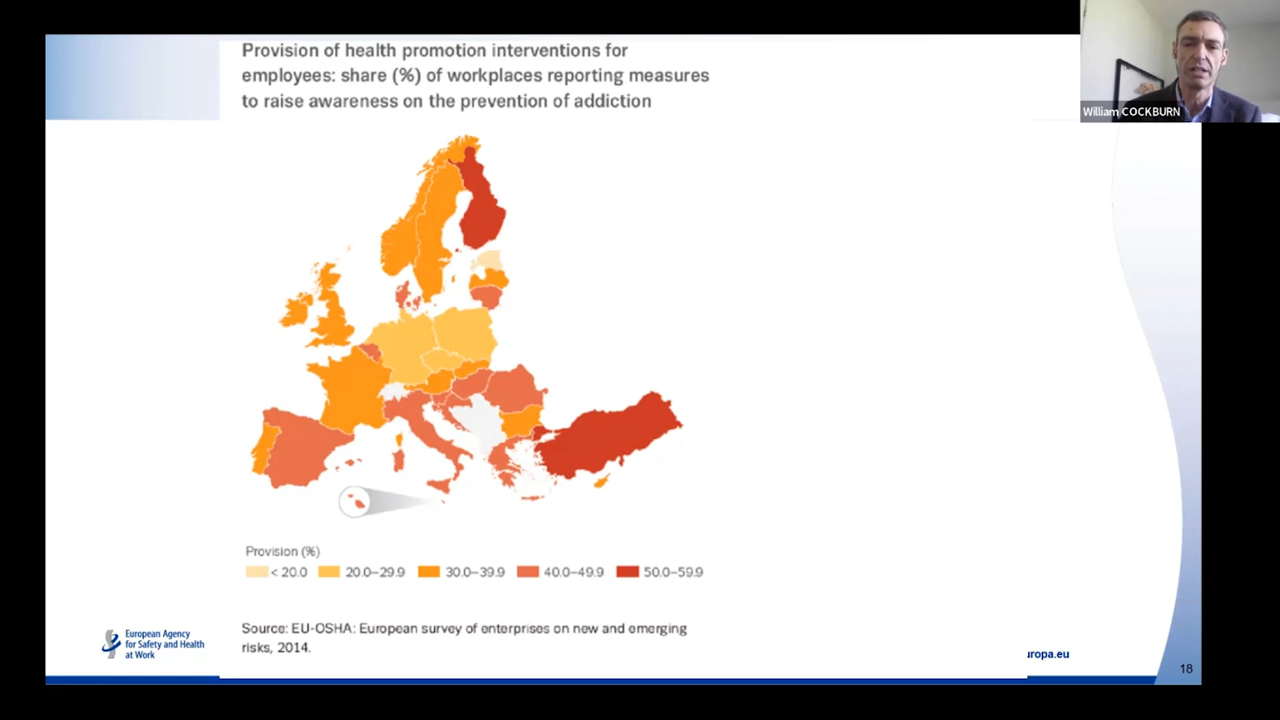 Provision of health promotion interventions for
employees: share (%) of workplaces reporting measures
to raise awareness on the prevention of addiction
William COCKBURN
Provision (%)
< 20.0 20.0–29.9 30.0–39.9 40.0–49.9 50.0–59.9
Source: EU-OSHA: European survey of enterprises on new and emerging
risks, 2014.
European Agency
for Safety and Health
at Work
uropa.eu
18